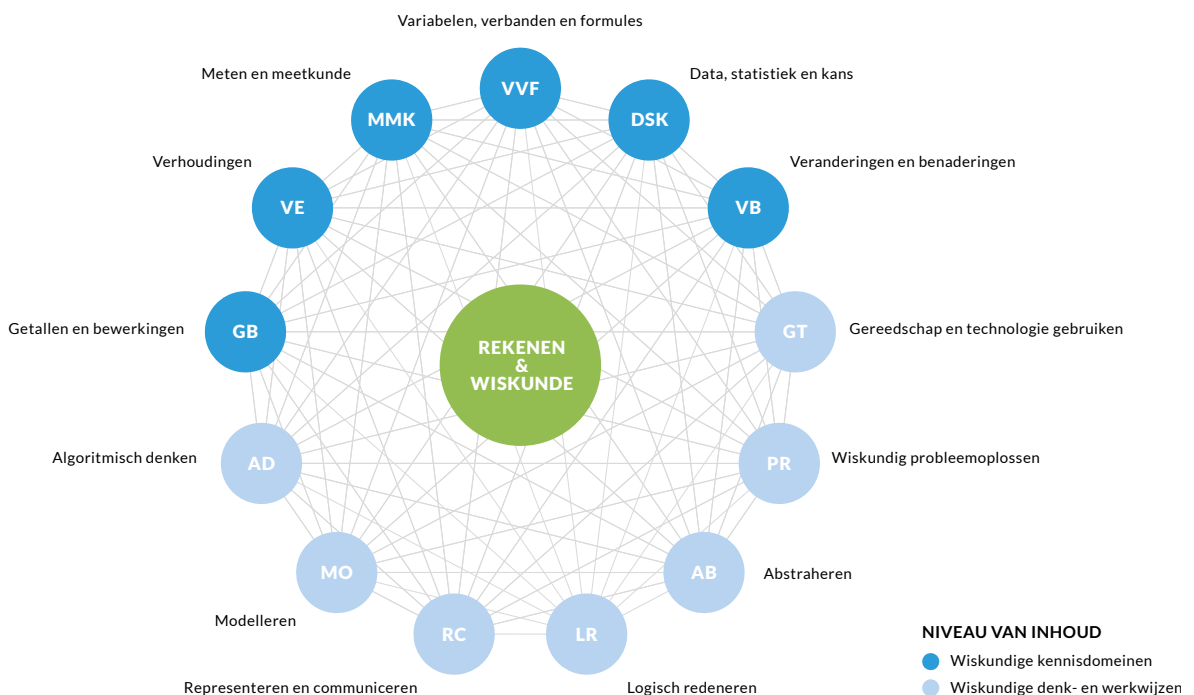 Variabelen, verbanden en formules
Meten en meetkunde
Data, statistiek en kans
VVF
MMK
DSK
Verhoudingen
Veranderingen en benaderingen
VE
VB
Getallen en bewerkingen
GB
GT
Gereedschap en technologie gebruiken
REKENEN
&
WISKUNDE
Algoritmisch denken
AD
PR
Wiskundig probleemoplossen
MO
AB
Abstraheren
Modelleren
RC
LR
Representeren en communiceren
Logisch redeneren
NIVEAU VAN INHOUD
Wiskundige kennisdomeinen
Wiskundige denk- en werkwijzen